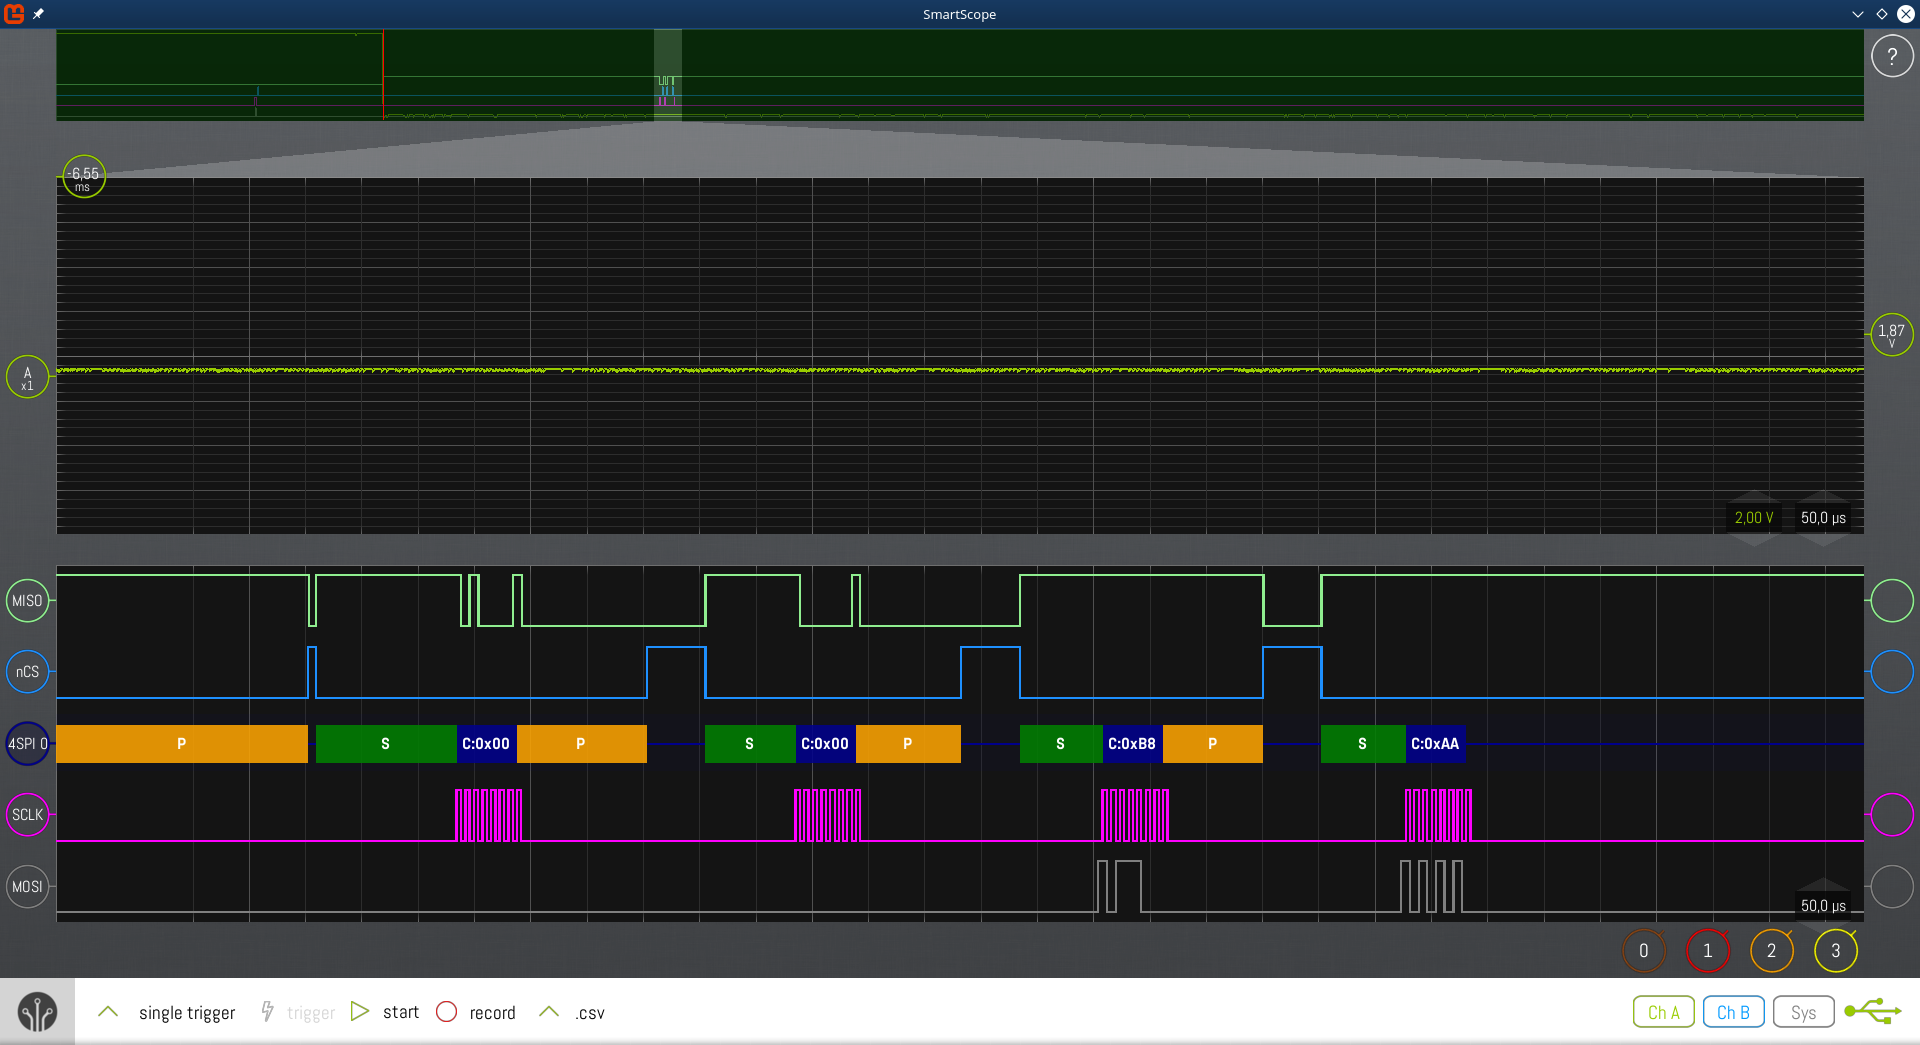 SmartScope
?
-6,55
ms
A
x1
1,87
V
2,00 V
50,0 µs
MISO
nCS
4SPI 0
P
S
C:0x00
P
S
C:0x00
P
S
C:0xB8
P
S
C:0xAA
SCLK
MOSI
50,0 µs
0
1
2
3
single trigger
trigger
start
record
.csv
Ch A
Ch B
Sys